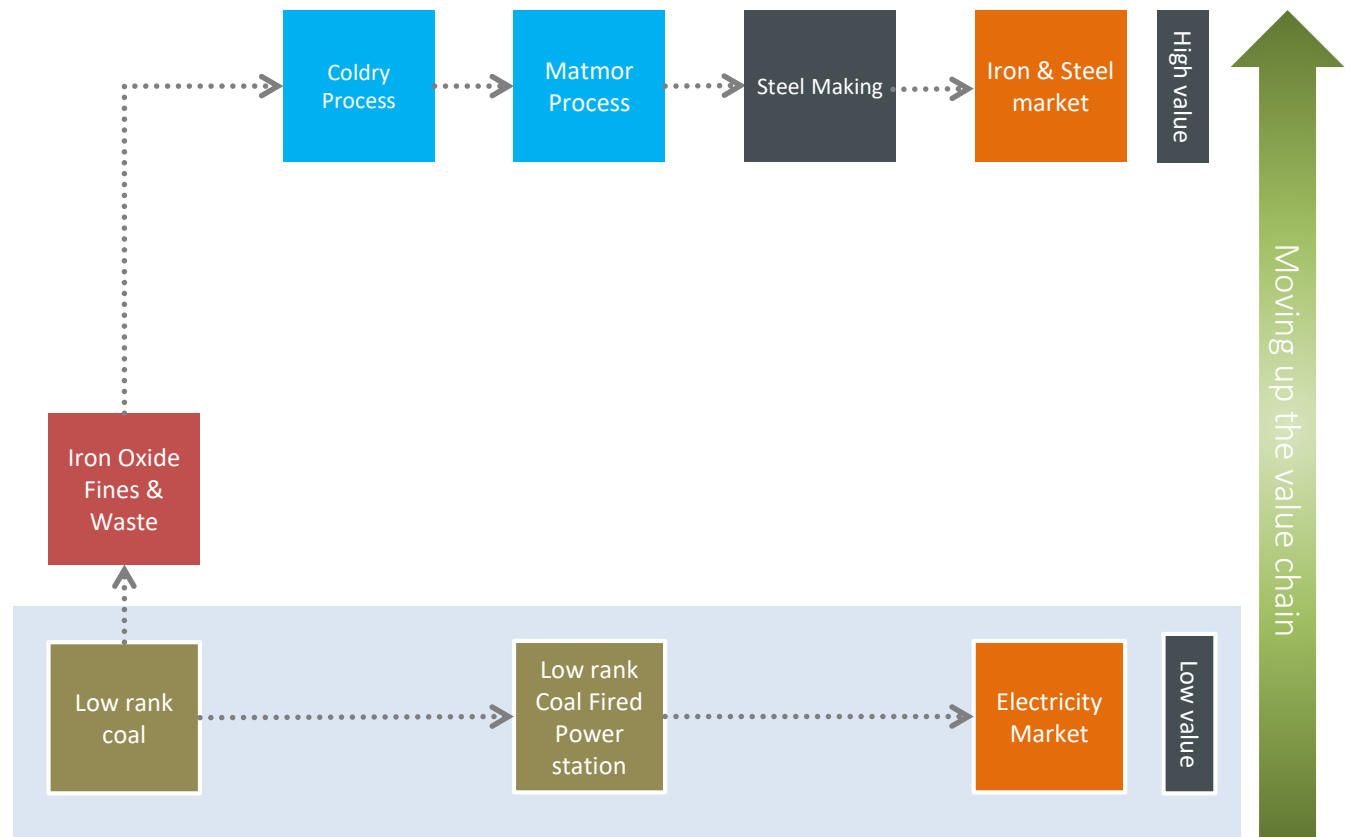 Coldry
Process
Matmor
Process
Steel Making
Iron & Steel
market
High value
Moving up the value chain
Iron Oxide
Fines &
Waste
Low rank
coal
Low rank
Coal Fired
Power
station
Electricity
Market
Low value